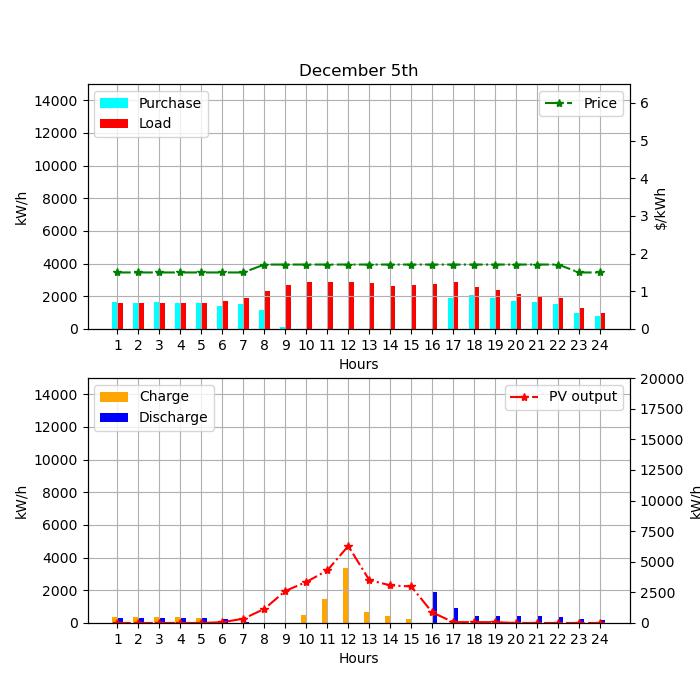 December 5th
Purchase
Load
Price
14000
12000
10000
8000
6000
4000
2000
0
kW/h
6
5
4
3
2
1
0
$/kWh
1 2 3 4 5 6 7 8 9 10 11 12 13 14 15 16 17 18 19 20 21 22 23 24
Hours
Charge
Discharge
PV output
14000
12000
10000
8000
6000
4000
2000
0
kW/h
20000
17500
15000
12500
10000
7500
5000
2500
0
kW/h
1 2 3 4 5 6 7 8 9 10 11 12 13 14 15 16 17 18 19 20 21 22 23 24
Hours